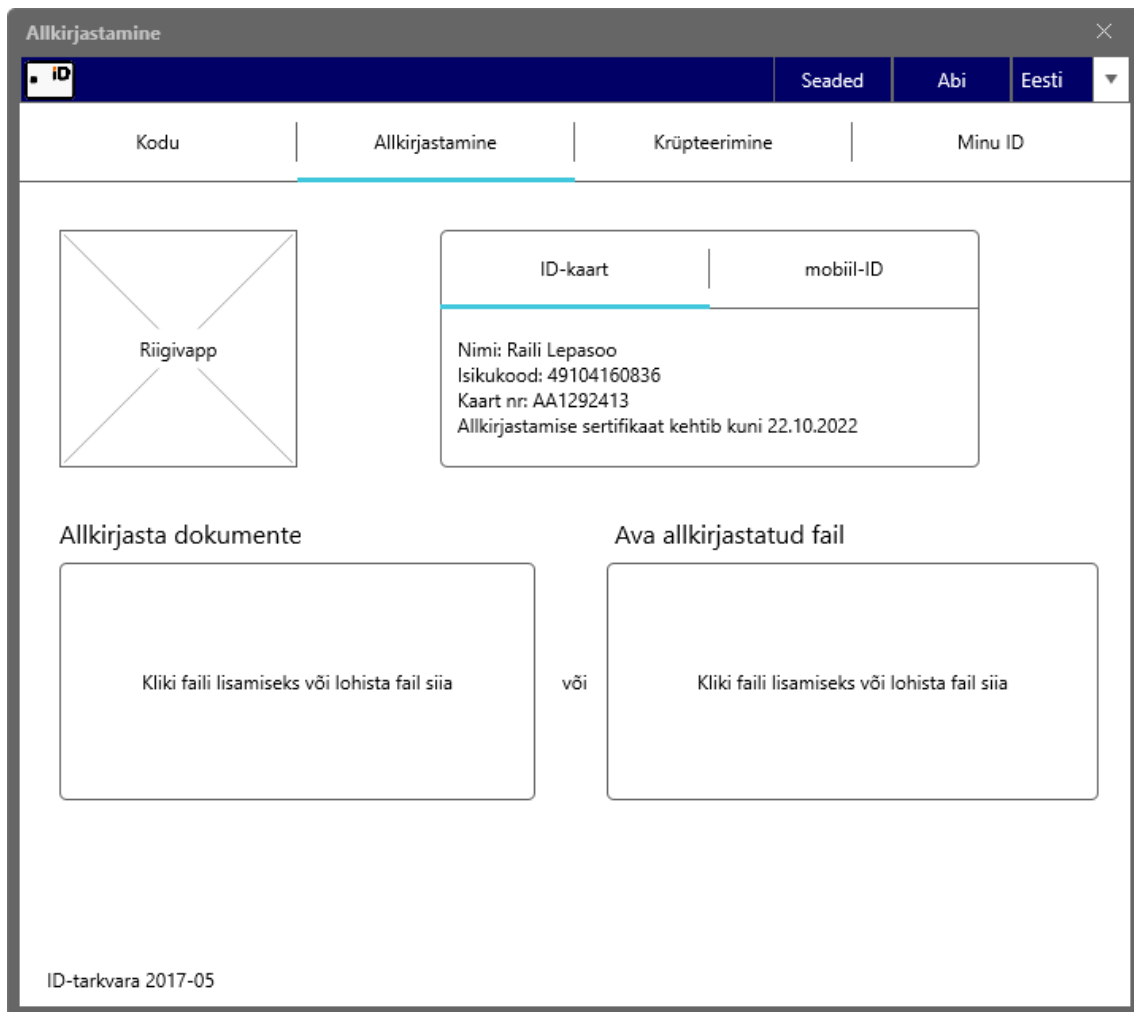 Allkirjastamine
iD
Seaded
Abi
Eesti
Kodu
Allkirjastamine
Krüpteerimine
Minu ID
Riigivapp
ID-kaart
mobiil-ID
Nimi: Raili Lepasoo
Isikukood: 49104160836
Kaart nr: AA1292413
Allkirjastamise sertifikaat kehtib kuni 22.10.2022
Allkirjasta dokumente
Ava allkirjastatud fail
Kliki faili lisamiseks või lohista fail siia
või
Kliki faili lisamiseks või lohista fail siia
ID-tarkvara 2017-05